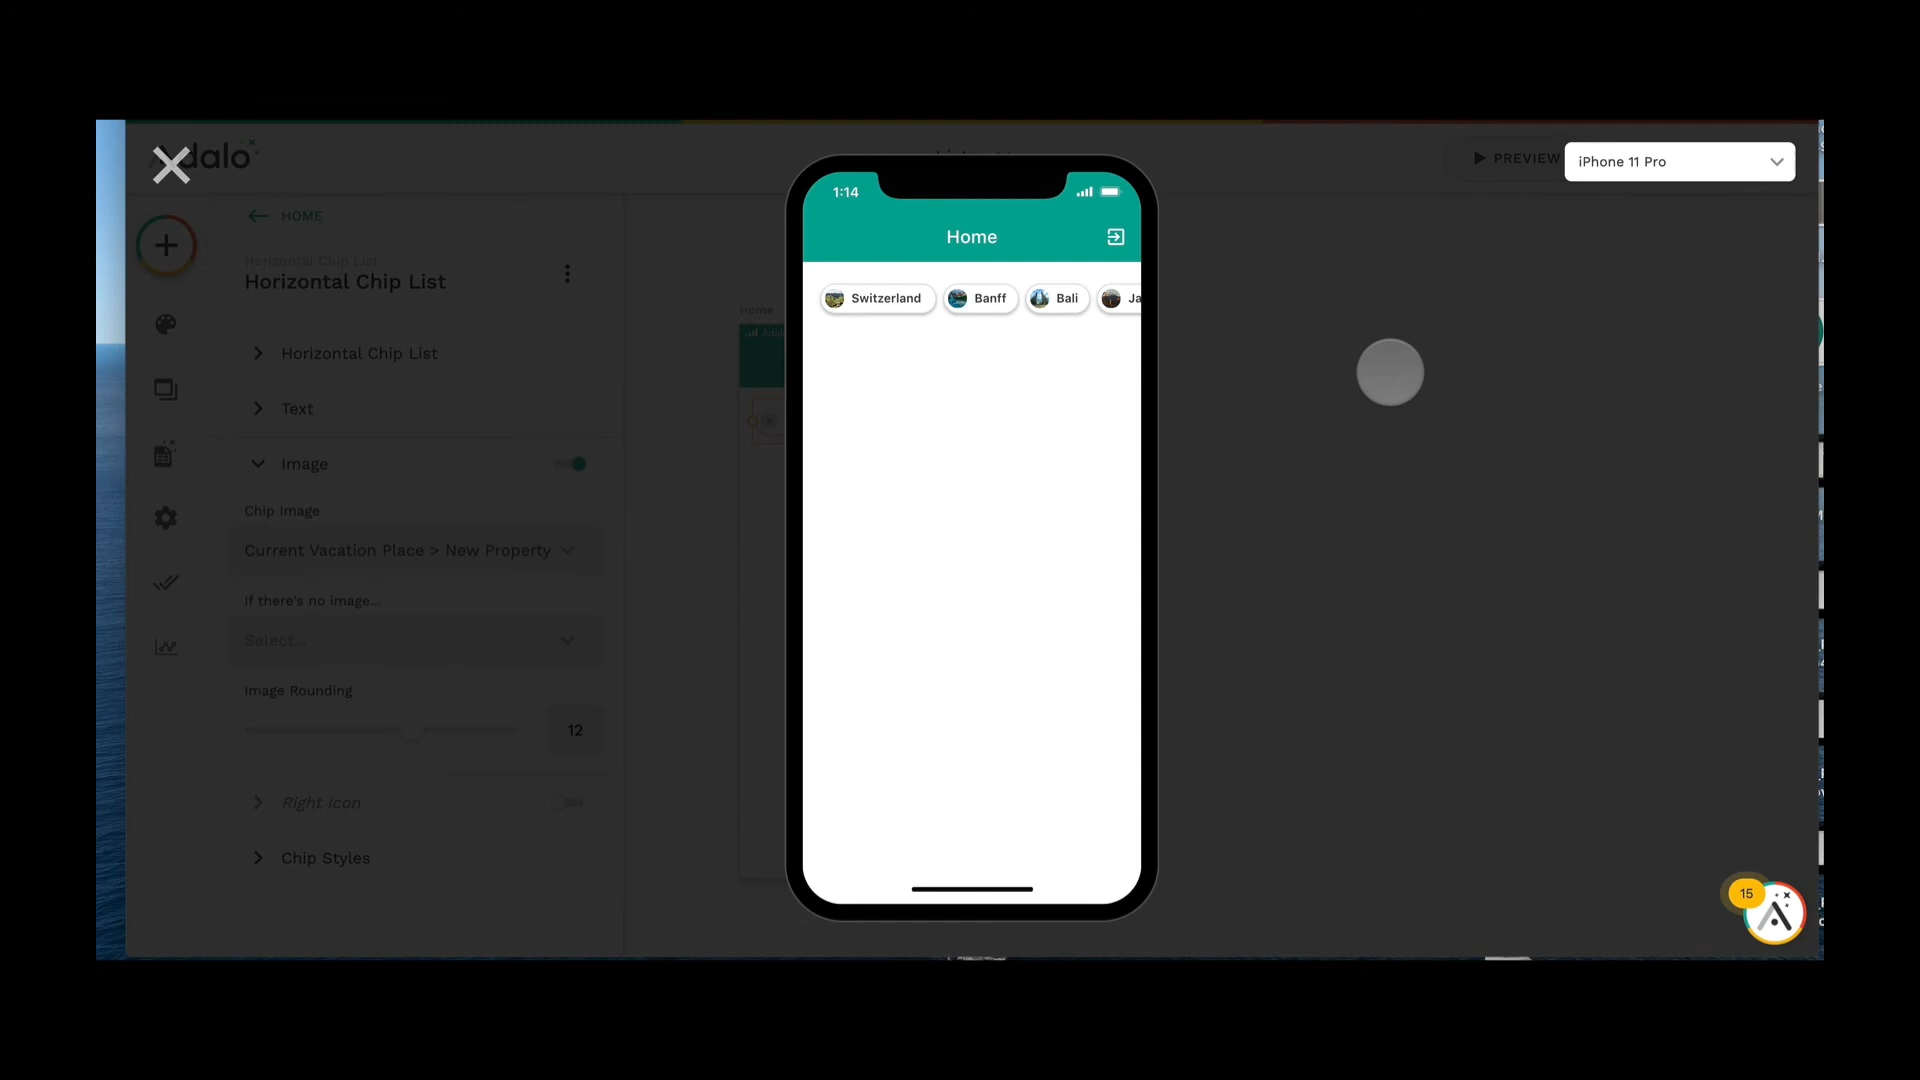 Adalo
PREVIEW
iPhone 11 Pro
HOME
Horizontal Chip List
Horizontal Chip List
Horizontal Chip List
Text
Image
Chip Image
Current Vacation Place > New Property
If there's no image...
Select...
Image Rounding
12
Right Icon
Chip Styles
Home
Adal
1:14
Home
Switzerland
Banff
Bali
Ja
15